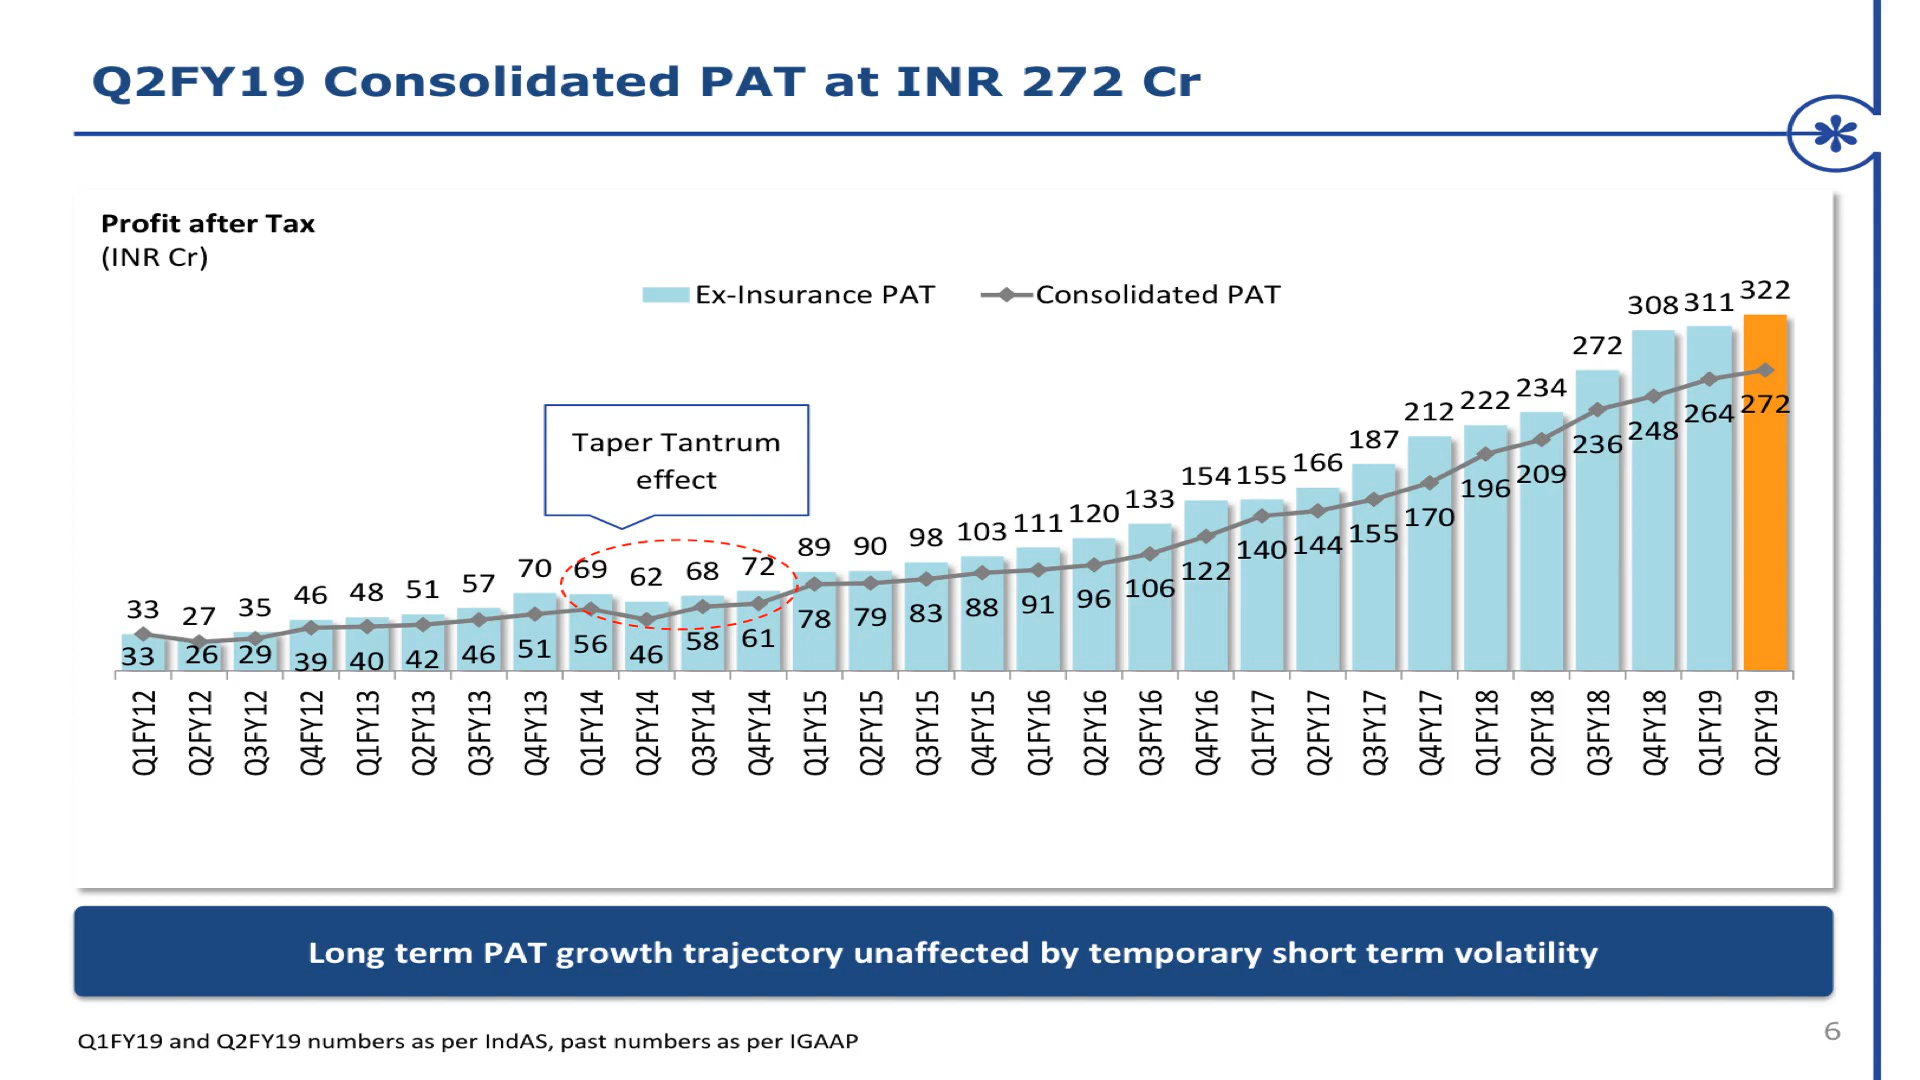 Q2FY19 Consolidated PAT at INR 272 Cr
Profit after Tax
(INR Cr)
Ex-Insurance PAT
Consolidated PAT
Taper Tantrum
effect
33 27 35 46 48 51 57 70 69 62 68 72 89 90 98 103 111 120 133 154 155 166 187 212 222 234 272 308 311 322
33 26 29 39 40 42 46 51 56 46 58 61 78 79 83 88 91 96 106 122 140 144 155 170 196 209 236 248 264 272
Q1FY12 Q2FY12 Q3FY12 Q4FY12 Q1FY13 Q2FY13 Q3FY13 Q4FY13 Q1FY14 Q2FY14 Q3FY14 Q4FY14 Q1FY15 Q2FY15 Q3FY15 Q4FY15 Q1FY16 Q2FY16 Q3FY16 Q4FY16 Q1FY17 Q2FY17 Q3FY17 Q4FY17 Q1FY18 Q2FY18 Q3FY18 Q4FY18 Q1FY19 Q2FY19
Long term PAT growth trajectory unaffected by temporary short term volatility
Q1FY19 and Q2FY19 numbers as per IndAS, past numbers as per IGAAP
6